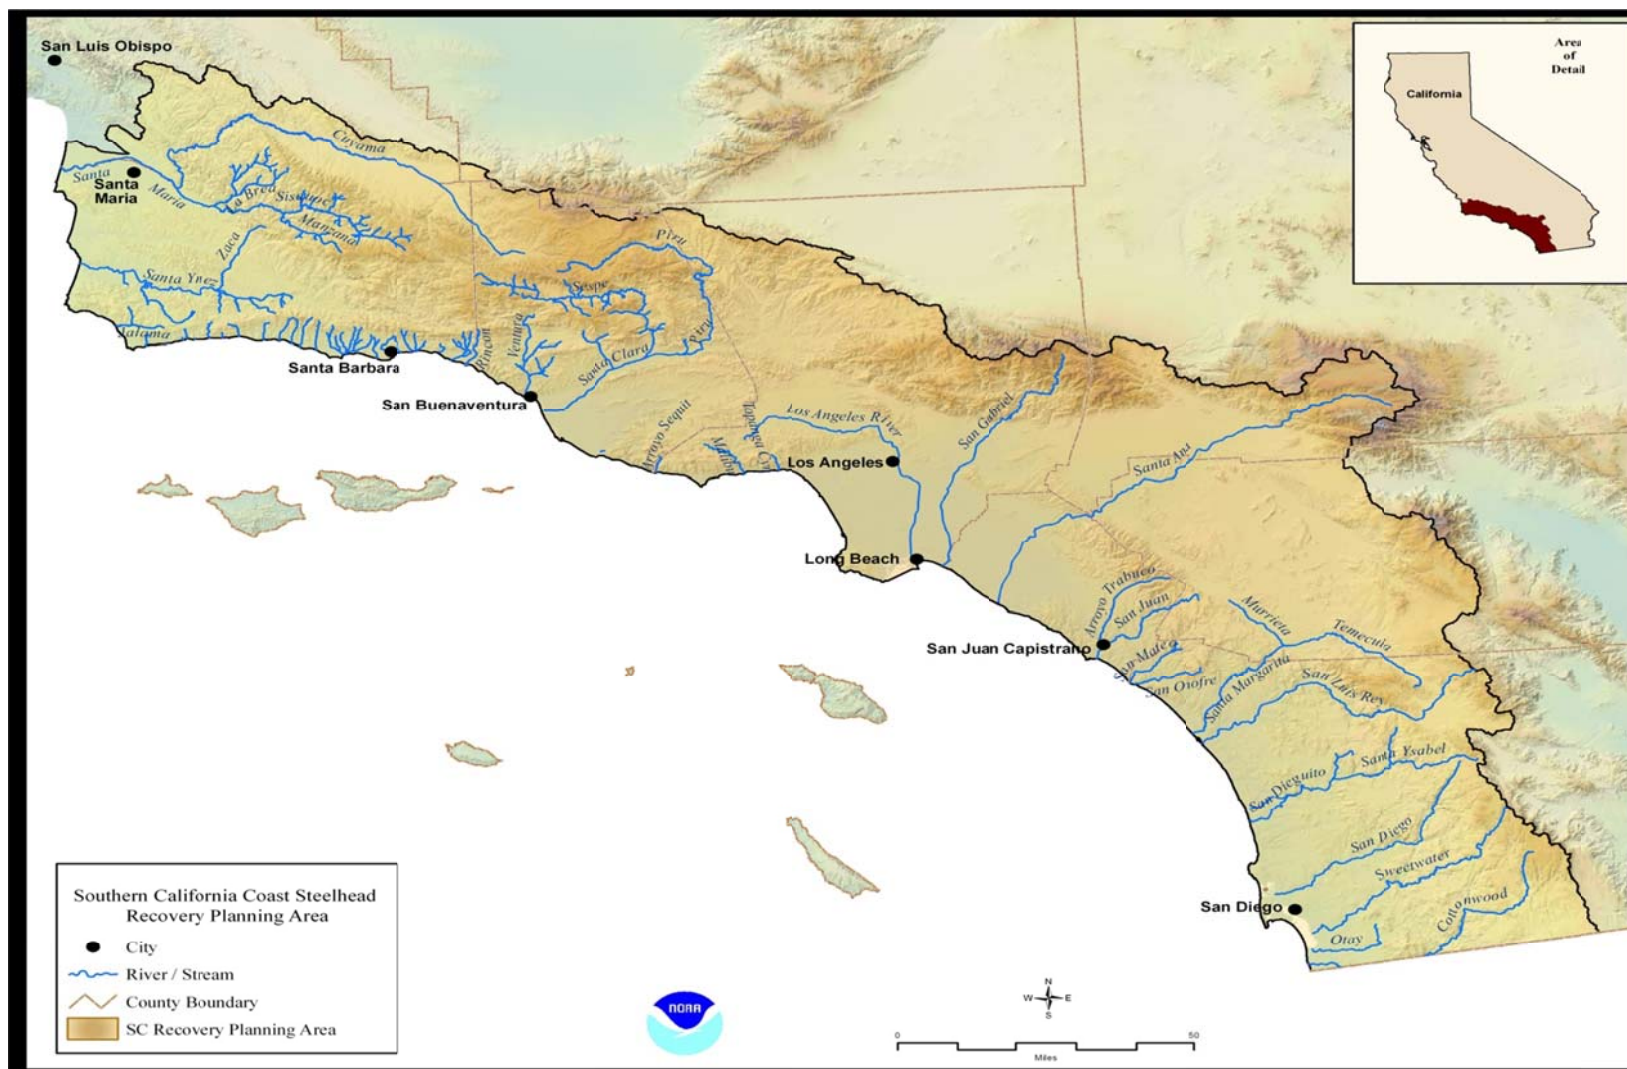 San Luis Obispo
Area
of
Detail
California
Cuyama
Santa
Santa
Maria
Maria
La Brea
Sisquoc
Manzana
Zaca
Santa Ynez
Jalama
Piru
Sespe
Piru
Rincon
Ventura
Santa Clara
Santa Barbara
San Buenaventura
Arroyo Sequit
Malibu
Topanga Cyn
Los Angeles River
Los Angeles
San Gabriel
Santa Ana
Long Beach
Arroyo Trabuco
San Juan
San Juan Capistrano
San Mateo
San Onofre
Murrieta
Temecula
Santa Margarita
San Luis Rey
Santa Ysabel
San Dieguito
San Diego
Sweetwater
Cottonwood
San Diego
Otay
Southern California Coast Steelhead
Recovery Planning Area
City
River / Stream
County Boundary
SC Recovery Planning Area
NOAA
N
W E
S
0 50
Miles